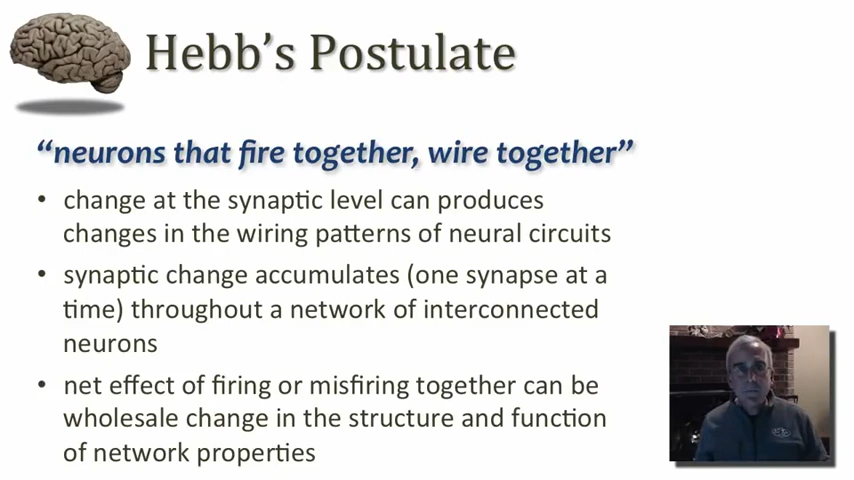 Hebb's Postulate
“neurons that fire together, wire together”
• change at the synaptic level can produces
changes in the wiring patterns of neural circuits
• synaptic change accumulates (one synapse at a
time) throughout a network of interconnected
neurons
• net effect of firing or misfiring together can be
wholesale change in the structure and function
of network properties